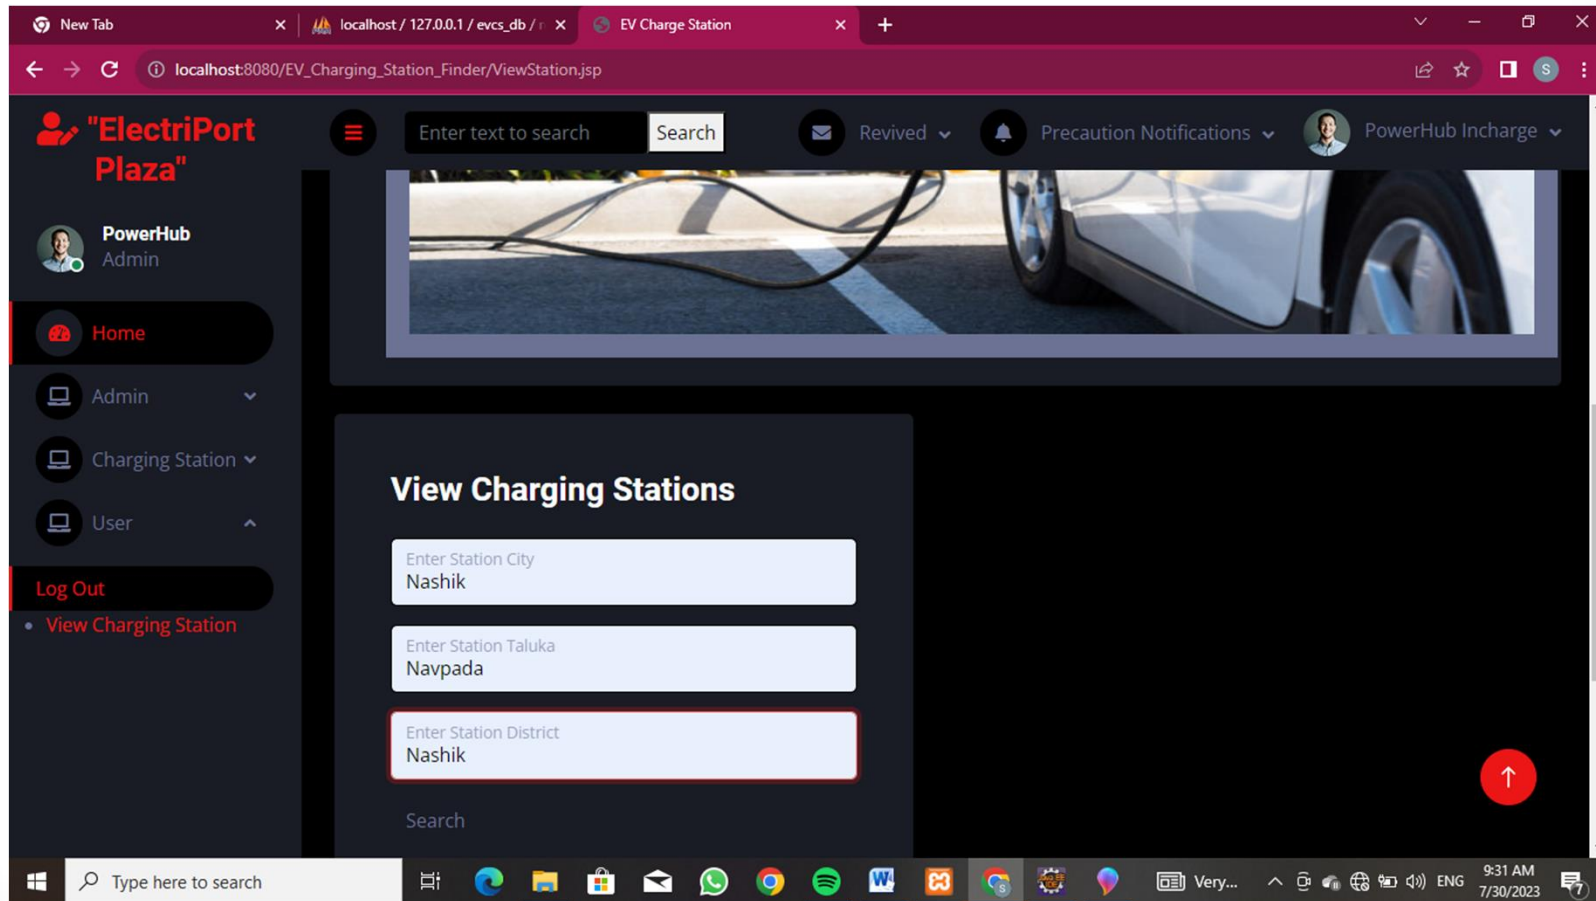 New Tab
localhost / 127.0.0.1 / evcs_db /
EV Charge Station
localhost:8080/EV_Charging_Station_Finder/ViewStation.jsp
S
"ElectriPort
Plaza"
Enter text to search
Search
Revived
Precaution Notifications
PowerHub Incharge
PowerHub
Admin
Home
Admin
Charging Station
User
Log Out
View Charging Station
View Charging Stations
Enter Station City
Nashik
Enter Station Taluka
Navpada
Enter Station District
Nashik
Search
Type here to search
Very...
ENG
9:31 AM
7/30/2023